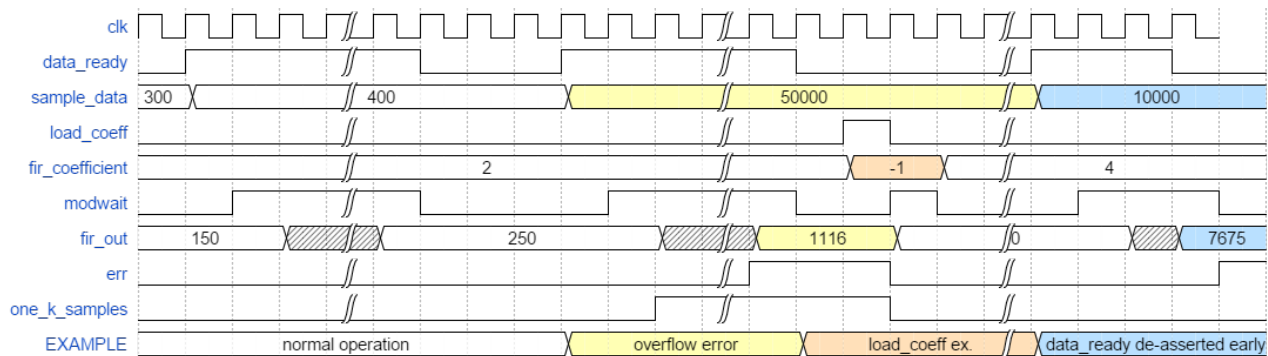 clk
data_ready
sample_data 300 400 50000 10000
load_coeff
fir_coefficient 2 -1 4
modwait
fir_out 150 250 1116 0 7675
err
one_k_samples
EXAMPLE normal operation overflow error load_coeff ex. data_ready de-asserted early